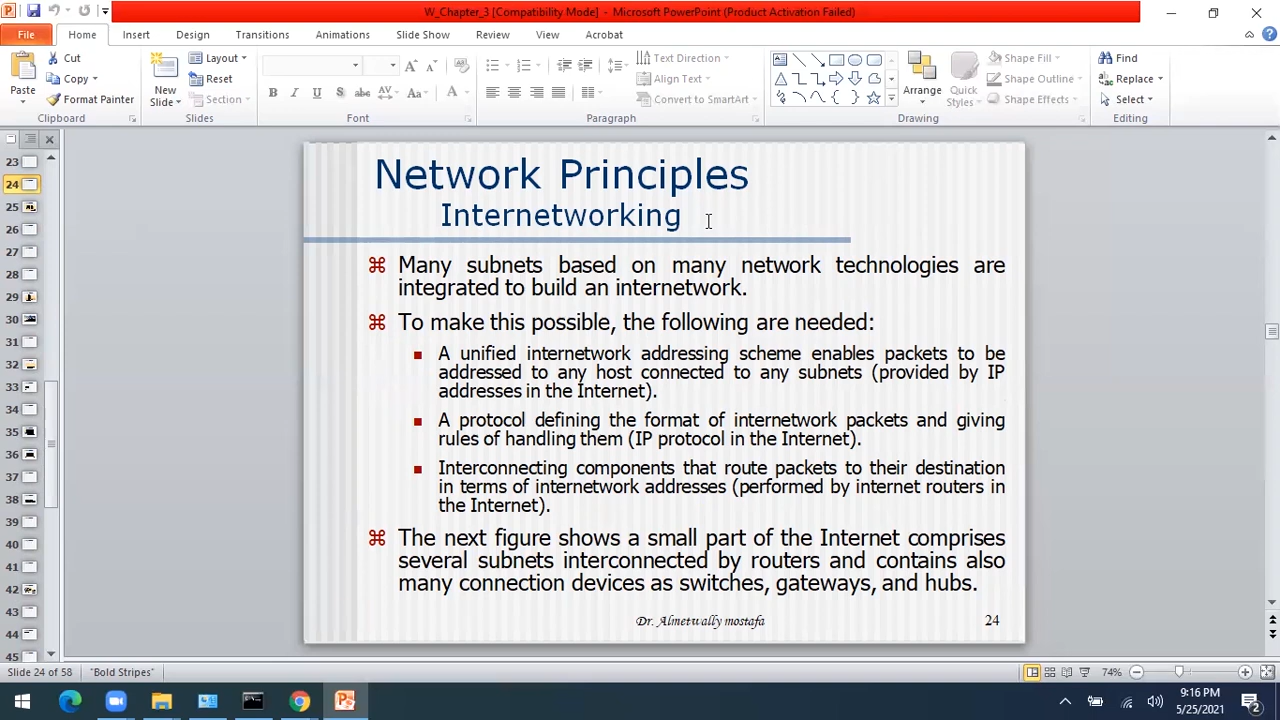 W_Chapter_3 [Compatibility Mode] - Microsoft PowerPoint (Product Activation Failed)
File Home Insert Design Transitions Animations Slide Show Review View Acrobat
Paste
Cut
Copy
Format Painter
Clipboard
New Slide
Layout
Reset
Section
Slides
B I U S abc AV Aa A
Font
Text Direction
Align Text
Convert to SmartArt
Paragraph
Arrange
Quick Styles
Shape Fill
Shape Outline
Shape Effects
Drawing
Find
Replace
Select
Editing
23
24
25
26
27
28
29
30
31
32
33
34
35
36
37
38
39
40
41
42
43
44
45
Network Principles
Internetworking
Many subnets based on many network technologies are
integrated to build an internetwork.
To make this possible, the following are needed:
A unified internetwork addressing scheme enables packets to be
addressed to any host connected to any subnets (provided by IP
addresses in the Internet).
A protocol defining the format of internetwork packets and giving
rules of handling them (IP protocol in the Internet).
Interconnecting components that route packets to their destination
in terms of internetwork addresses (performed by internet routers in
the Internet).
The next figure shows a small part of the Internet comprises
several subnets interconnected by routers and contains also
many connection devices as switches, gateways, and hubs.
Dr. Almetwally mostafa
24
Slide 24 of 58 "Bold Stripes" 74%
9:16 PM
5/25/2021
2